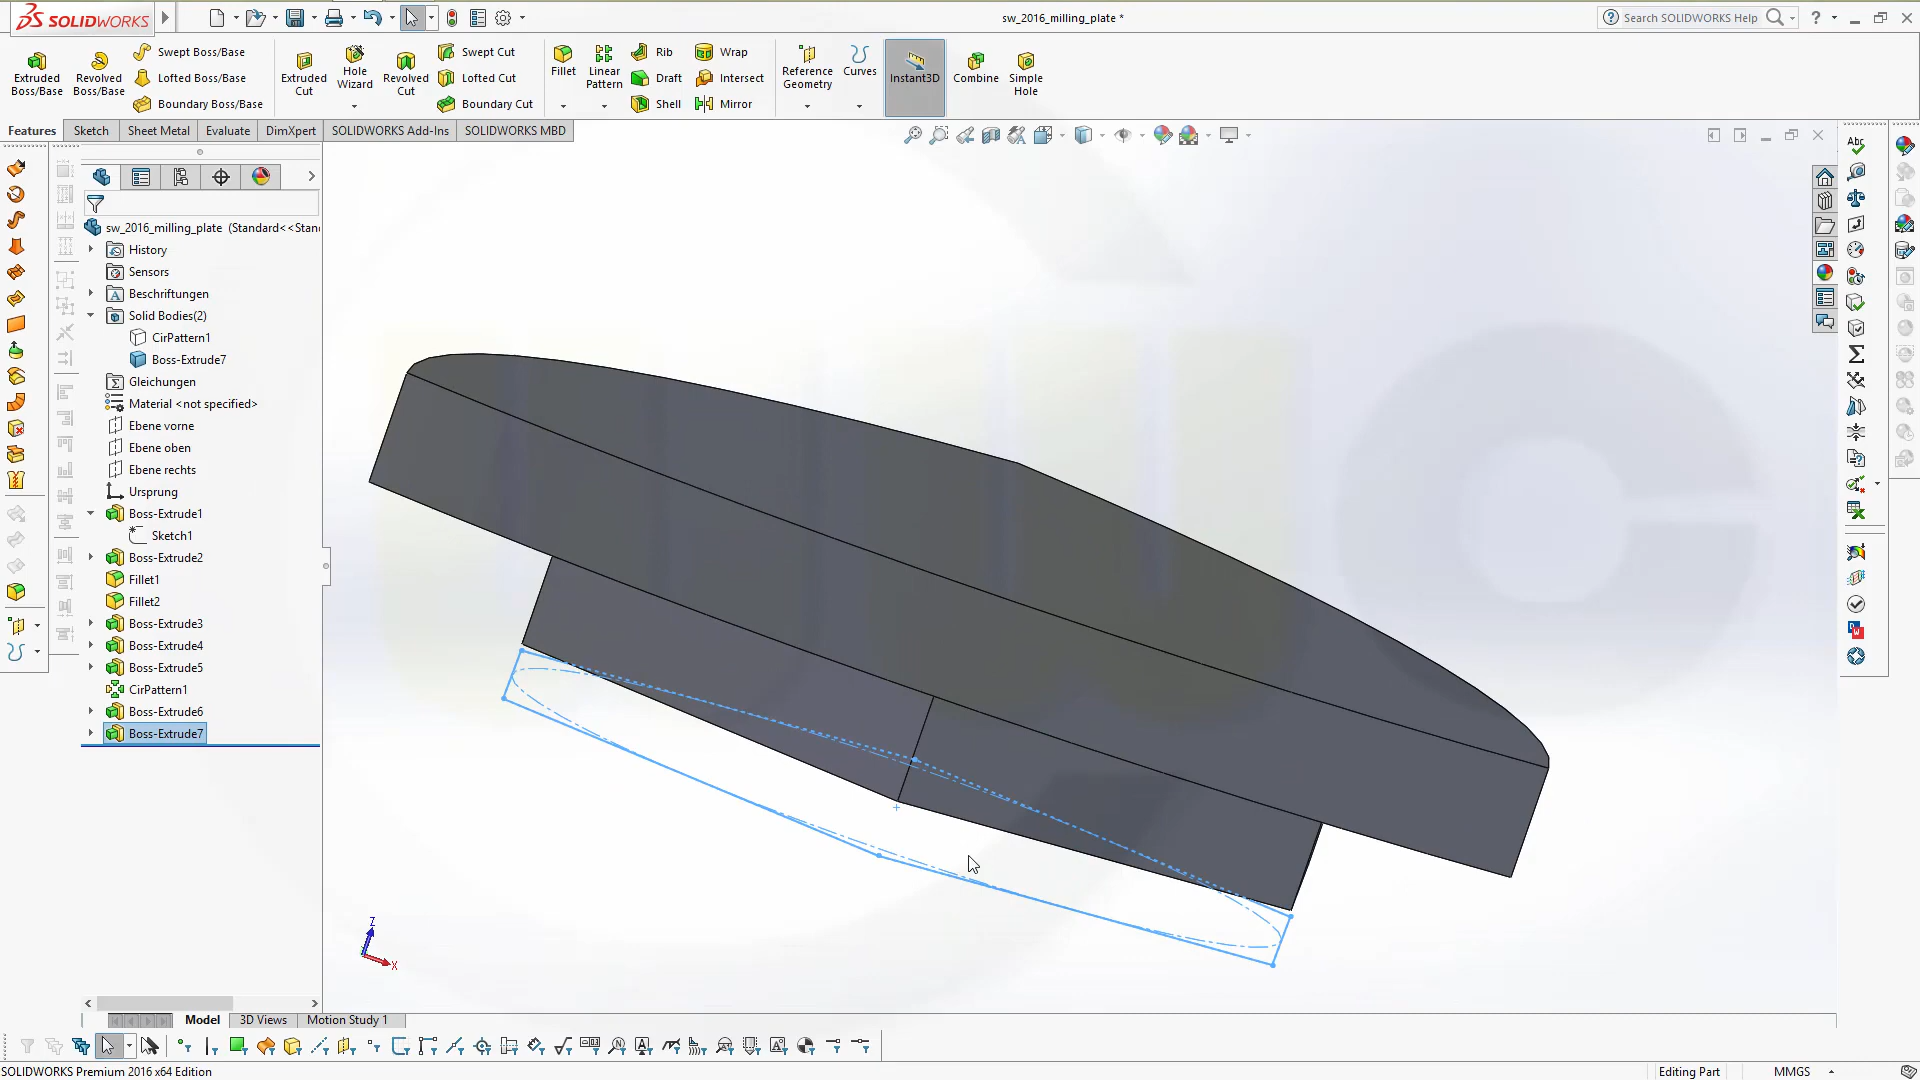 SOLIDWORKS
sw_2016_milling_plate *
Search SOLIDWORKS Help
Extruded Boss/Base
Revolved Boss/Base
Swept Boss/Base
Lofted Boss/Base
Boundary Boss/Base
Extruded Cut
Hole Wizard
Revolved Cut
Swept Cut
Lofted Cut
Boundary Cut
Fillet
Linear Pattern
Rib
Draft
Shell
Wrap
Intersect
Mirror
Reference Geometry
Curves
Instant3D
Combine
Simple Hole
Features
Sketch
Sheet Metal
Evaluate
DimXpert
SOLIDWORKS Add-Ins
SOLIDWORKS MBD
sw_2016_milling_plate (Standard<<Stan
History
Sensors
Beschriftungen
Solid Bodies(2)
CirPattern1
Boss-Extrude7
Gleichungen
Material <not specified>
Ebene vorne
Ebene oben
Ebene rechts
Ursprung
Boss-Extrude1
Sketch1
Boss-Extrude2
Fillet1
Fillet2
Boss-Extrude3
Boss-Extrude4
Boss-Extrude5
CirPattern1
Boss-Extrude6
Boss-Extrude7
Z
X
Model
3D Views
Motion Study 1
SOLIDWORKS Premium 2016 x64 Edition
Editing Part
MMGS